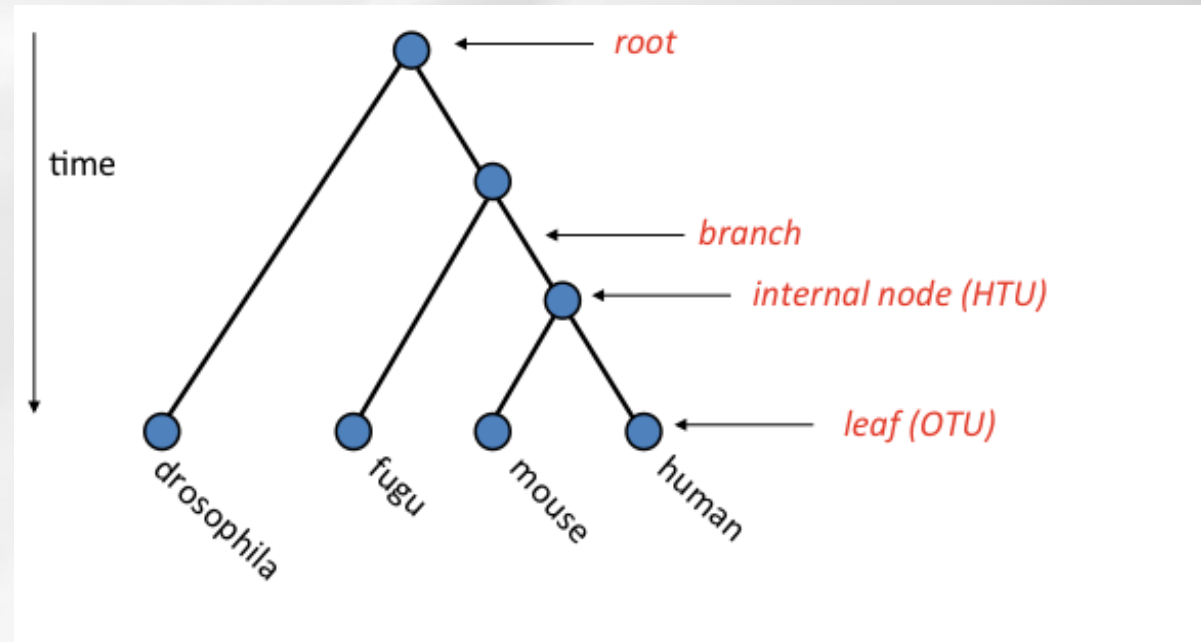 root
time
branch
internal node (HTU)
leaf (OTU)
drosophila
fugu
mouse
human